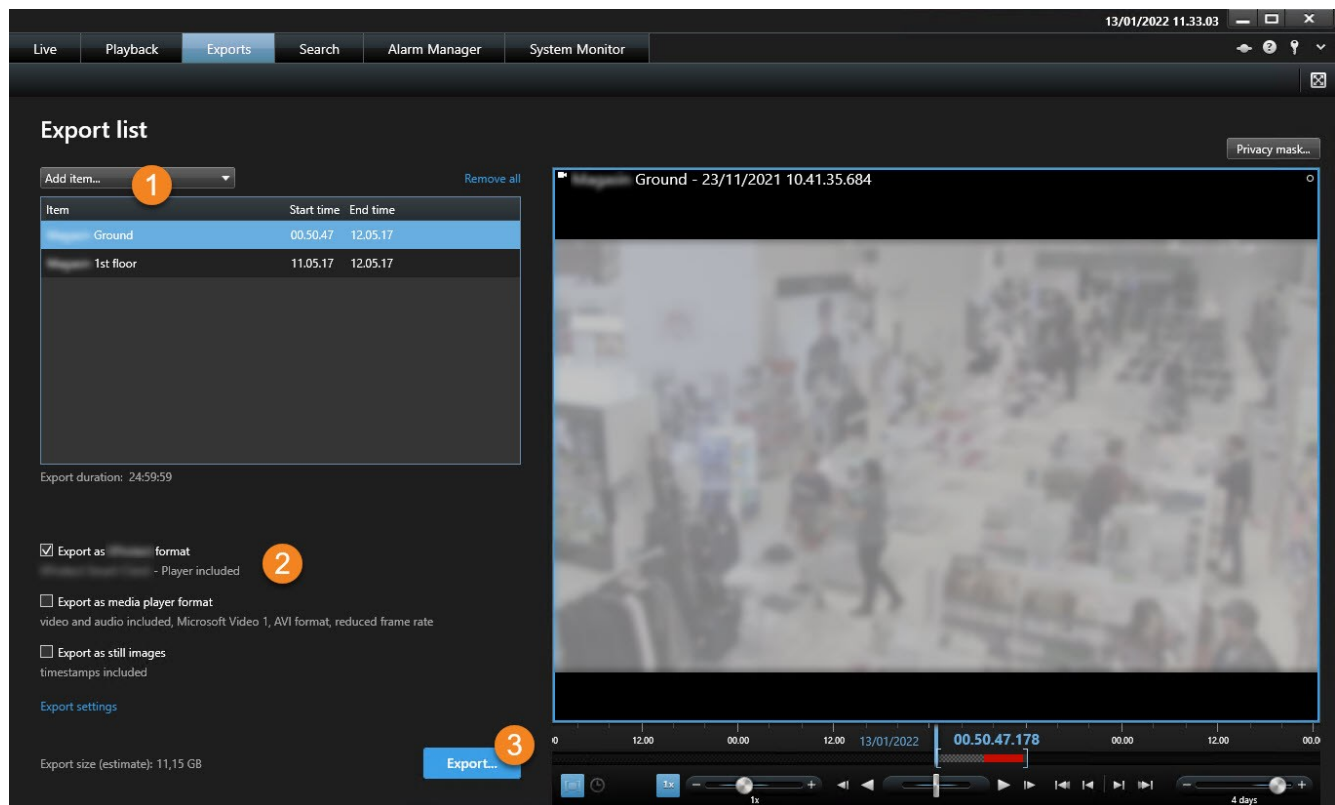 13/01/2022 11.33.03
Live Playback Exports Search Alarm Manager System Monitor
Export list
Privacy mask...
Add item... 1 Remove all
Ground - 23/11/2021 10.41.35.684
Item Start time End time
Ground 00.50.47 12.05.17
1st floor 11.05.17 12.05.17
Export duration: 24:59:59
Export as format
- Player included
2
Export as media player format
video and audio included, Microsoft Video 1, AVI format, reduced frame rate
Export as still images
timestamps included
Export settings
3
12.00 00.00 12.00 13/01/2022 00.50.47.178 00.00 12.00
Export size (estimate): 11,15 GB
Export...
1x
1x
4 days